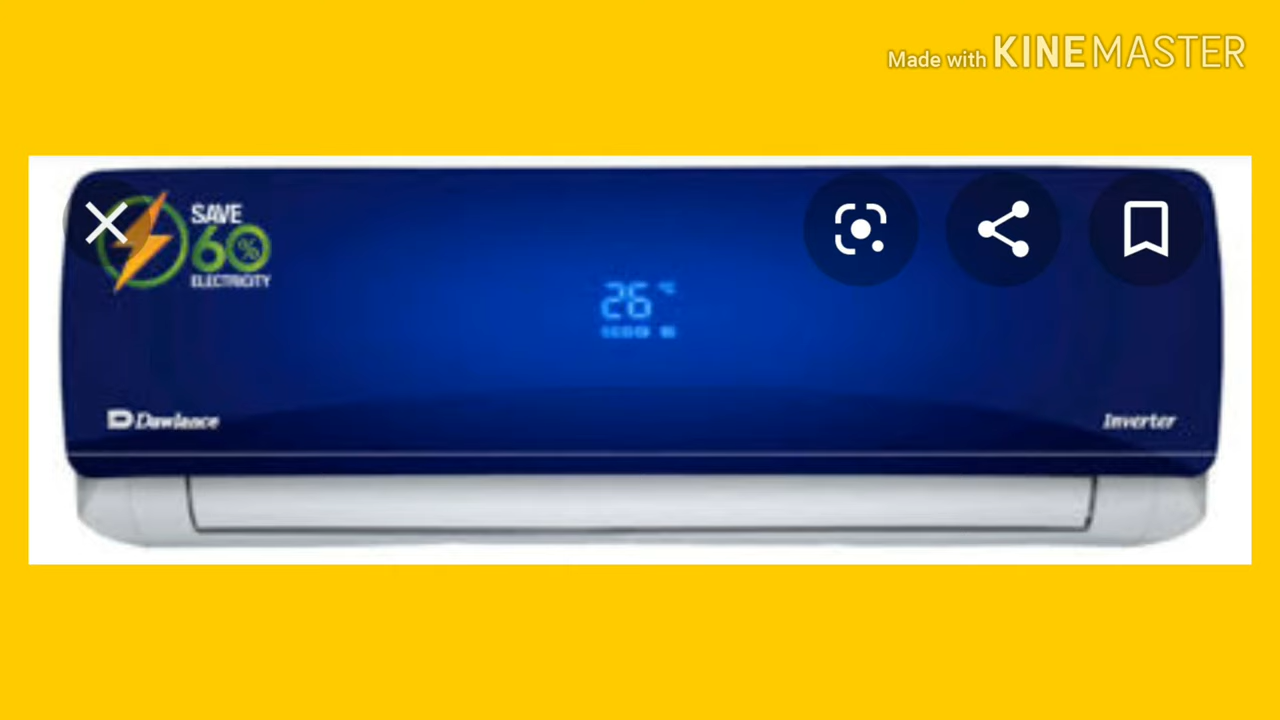 Made with KINEMASTER
SAVE
60%
ELECTRICITY
26 °C
Dawlance
Inverter